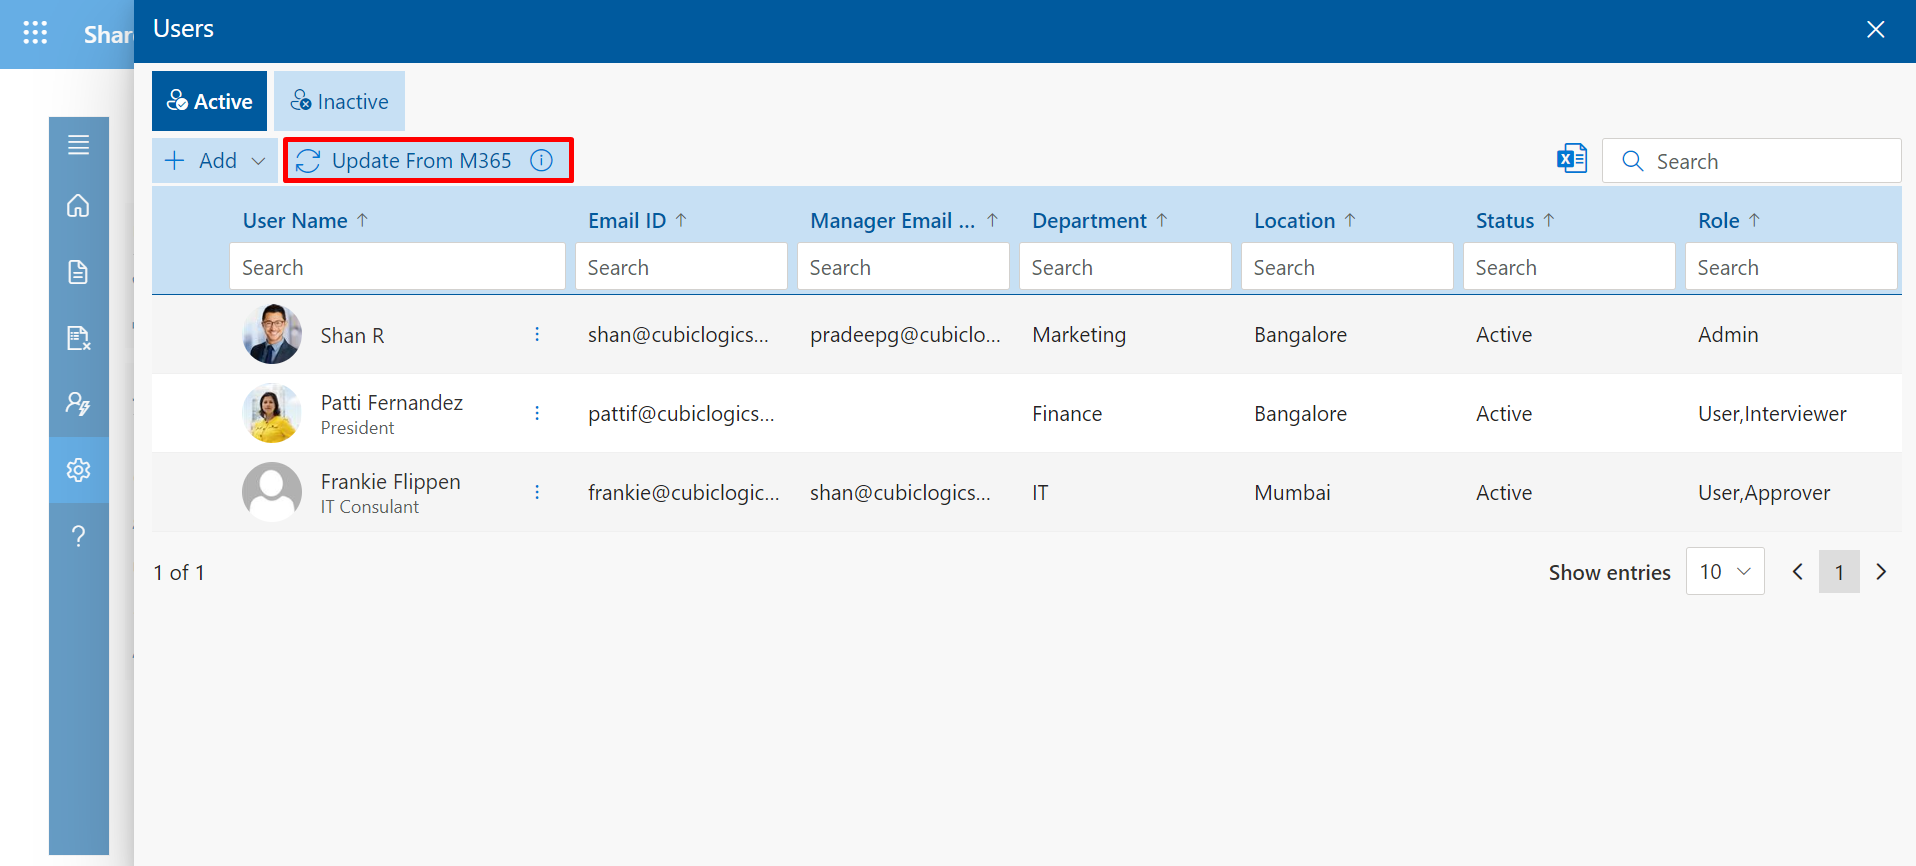 Shar
Users
Active
Inactive
Add
Update From M365
Search
User Name
Email ID
Manager Email ...
Department
Location
Status
Role
Search
Search
Search
Search
Search
Search
Search
Shan R
shan@cubiclogics...
pradeepg@cubiclo...
Marketing
Bangalore
Active
Admin
Patti Fernandez
President
pattif@cubiclogics...
Finance
Bangalore
Active
User,Interviewer
Frankie Flippen
IT Consulant
frankie@cubiclogic...
shan@cubiclogics...
IT
Mumbai
Active
User,Approver
1 of 1
Show entries
10
1